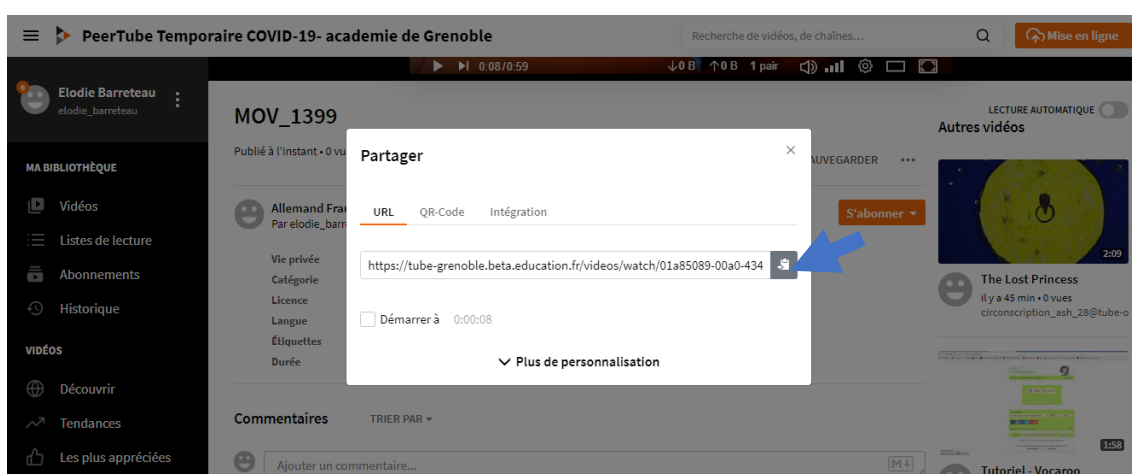 PeerTube Temporaire COVID-19- academie de Grenoble
Recherche de vidéos, de chaînes...
Mise en ligne
0:08/0:59
↓0 B ↑0 B 1 pair
6
Elodie Barreteau
elodie_barreteau
MA BIBLIOTHÈQUE
Vidéos
Listes de lecture
Abonnements
Historique
VIDÉOS
Découvrir
Tendances
Les plus appréciées
MOV_1399
Publié à l'instant • 0 vu
AUVEGARDER
Allemand Fra
Par elodie_barr
S'abonner
Vie privée
Catégorie
Licence
Langue
Étiquettes
Durée
Partager
×
URL QR-Code Intégration
https://tube-grenoble.beta.education.fr/videos/watch/01a85089-00a0-434
Démarrer à 0:00:08
Plus de personnalisation
Commentaires TRIER PAR
Ajouter un commentaire...
M↓
LECTURE AUTOMATIQUE
Autres vidéos
2:09
The Lost Princess
il y a 45 min • 0 vues
circonscription_ash_28@tube-o
1:58
Tutoriel - Vocaroo